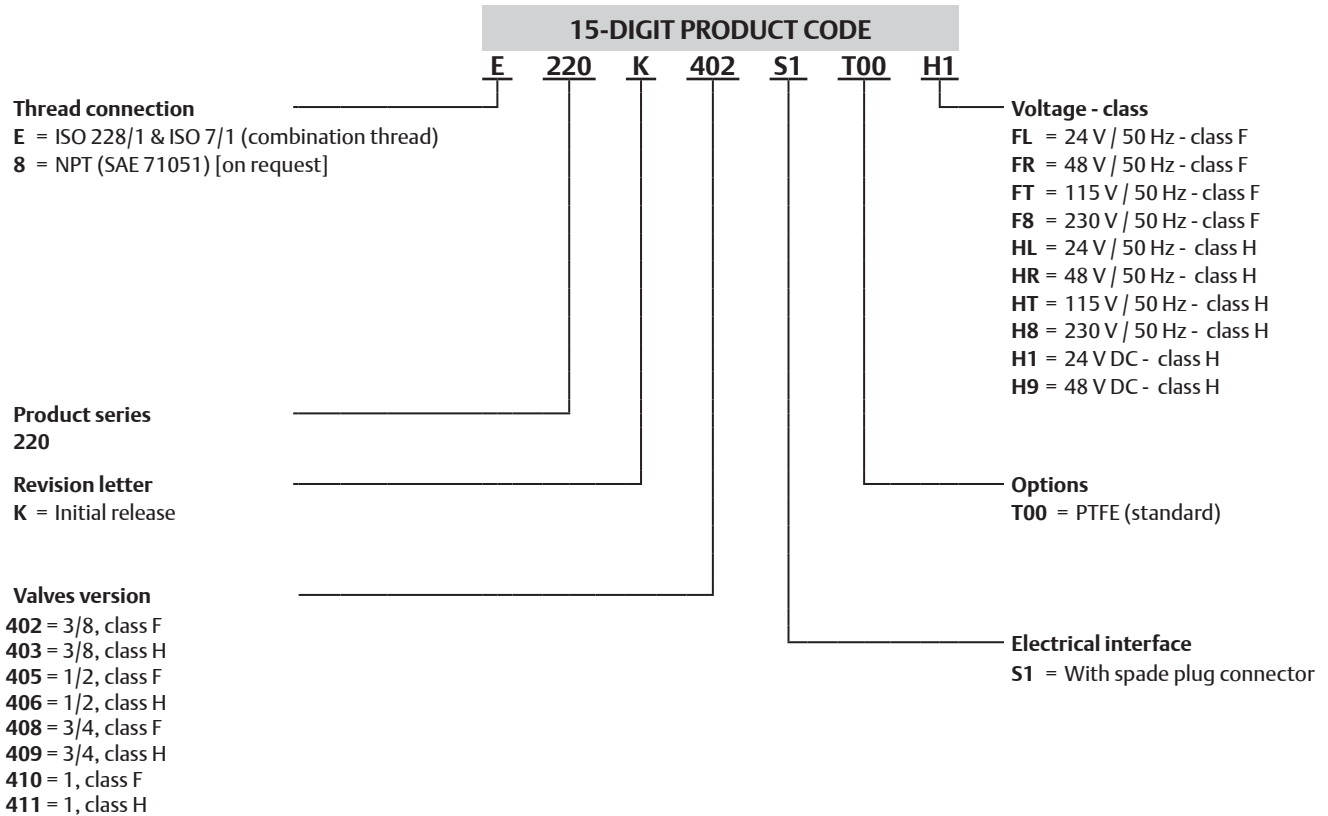 15-DIGIT PRODUCT CODE
E 220 K 402 S1 T00 H1
Thread connection
E = ISO 228/1 & ISO 7/1 (combination thread)
8 = NPT (SAE 71051) [on request]
Product series
220
Revision letter
K = Initial release
Valves version
402 = 3/8, class F
403 = 3/8, class H
405 = 1/2, class F
406 = 1/2, class H
408 = 3/4, class F
409 = 3/4, class H
410 = 1, class F
411 = 1, class H
Voltage - class
FL = 24 V / 50 Hz - class F
FR = 48 V / 50 Hz - class F
FT = 115 V / 50 Hz - class F
F8 = 230 V / 50 Hz - class F
HL = 24 V / 50 Hz - class H
HR = 48 V / 50 Hz - class H
HT = 115 V / 50 Hz - class H
H8 = 230 V / 50 Hz - class H
H1 = 24 V DC - class H
H9 = 48 V DC - class H
Options
T00 = PTFE (standard)
Electrical interface
S1 = With spade plug connector